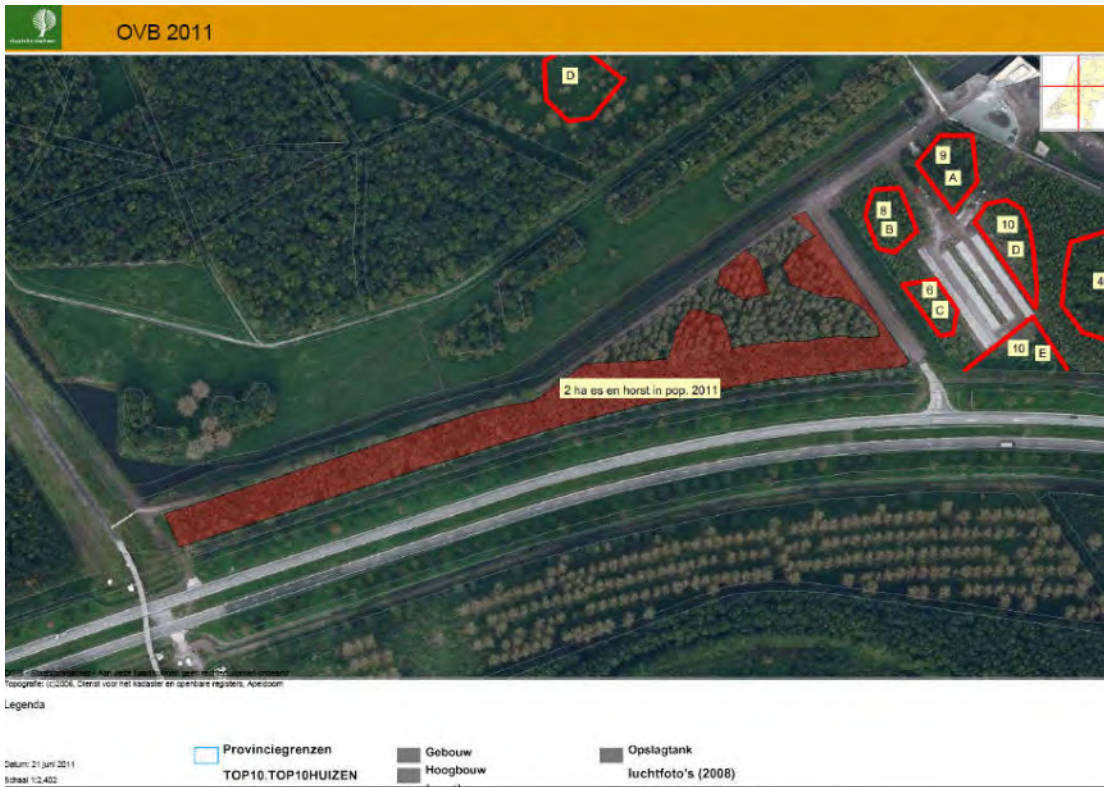 OVB 2011
D
9
A
8
B
10
D
6
C
4
10
E
2 ha es en horst in pop. 2011
Topografie: (c)2006, Dienst voor het kadaster en openbare registers, Apeldoorn
Legenda
Provinciegrenzen
TOP10.TOP10HUIZEN
Gebouw
Hoogbouw
Opslagtank
luchtfoto's (2008)
Datum: 21 juni 2011
Schaal 1:2,402